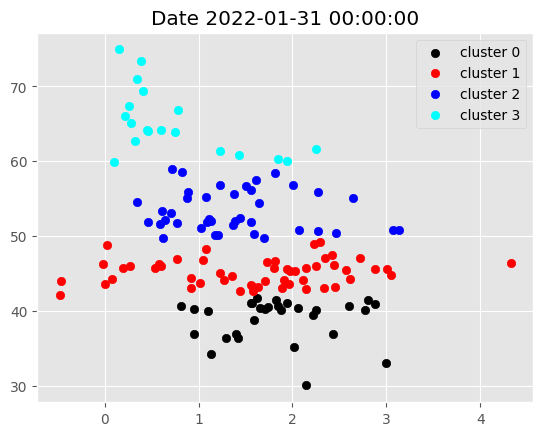 Date 2022-01-31 00:00:00
cluster 0
cluster 1
cluster 2
cluster 3
70
60
50
40
30
0 1 2 3 4